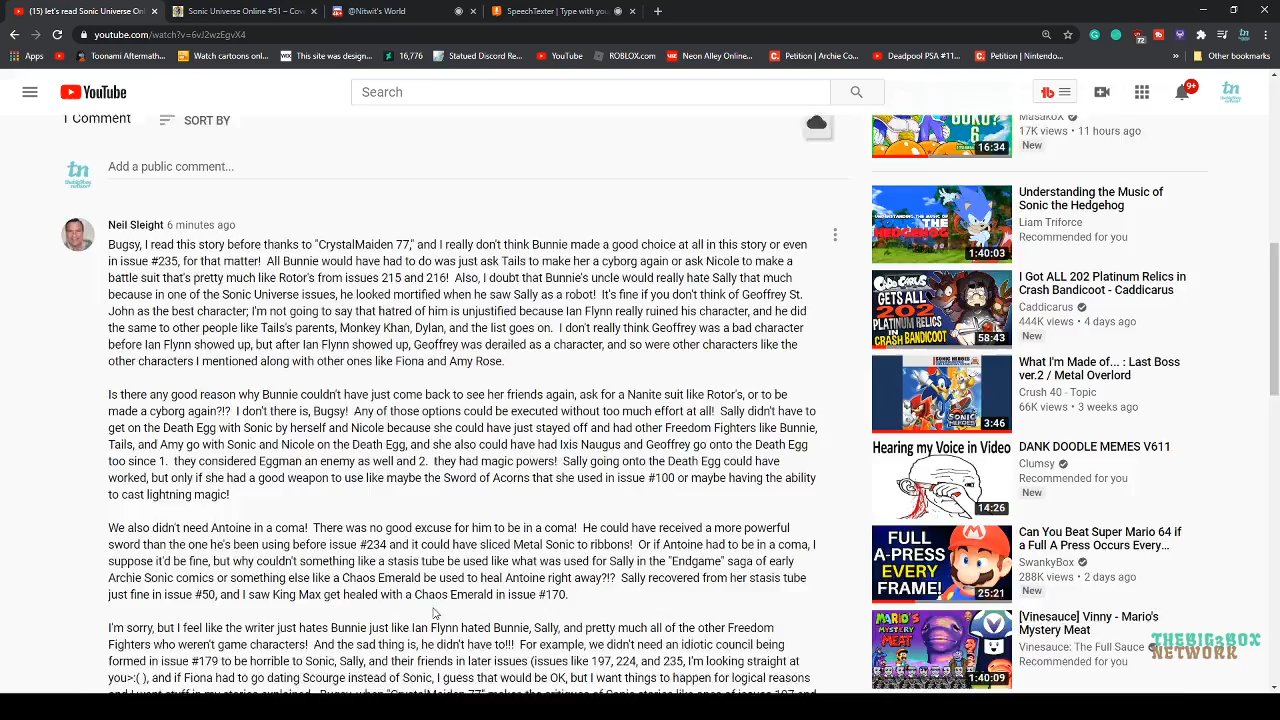 (15) let's read Sonic Universe Onl
Sonic Universe Online #51 – Cov
@Nitwit's World
SpeechTexter | Type with you
youtube.com/watch?v=6vJ2wzEgvX4
Apps
Toonami Aftermath...
Watch cartoons onl...
This was design...
16,776
Statued Discord Re...
YouTube
ROBLOX.com
Neon Alley Online:...
Petition | Archie Co...
Deadpool PSA #11...
Petition | Nintendo...
Other bookmarks
YouTube
Search
9+
1 Comment
SORT BY
Add a public comment...
Neil Sleight 6 minutes ago
Bugsy, I read this story before thanks to "CrystalMaiden 77," and I really don't think Bunnie made a good choice at all in this story or even
in issue #235, for that matter! All she would have had to do was just ask Tails to make her a cyborg again or ask Nicole to make a
battle suit that's pretty much like Rotor's from issues 215 and 216! Also, I doubt that Bunnie's uncle would really hate Sally that much
because in one of the Sonic Universe issues, he looked mortified when he saw Sally as a robot! It's fine if you don't think of Geoffrey St.
John as the best character; I'm not going to say that hatred of him is unjustified because Ian Flynn really ruined his character, and he did
the same to other people like Tails's parents, Monkey Khan, Dylan, and the list goes on. I don't really think Geoffrey was a bad character
before Ian Flynn showed up, but after Ian Flynn showed up, Geoffrey was derailed as a character, and so were other characters like the
other characters I mentioned along with other ones like Fiona and Amy Rose.
Is there any good reason why Bunnie couldn't have just come back to see her friends again, ask for a Nanite suit like Rotor's, or to be
made a cyborg again?!? I don't there is, Bugsy! Any of those options could be executed without too much effort at all! Sally didn't have to
get on the Death Egg with Sonic by herself and Nicole because she could have just stayed off and had other Freedom Fighters like Bunnie,
Tails, and Amy go with Sonic and Nicole on the Death Egg, and she also could have had Ixis Naugus and Geoffrey go onto the Death Egg
too since 1. they considered Eggman an enemy as well and 2. they had magic powers! Sally going onto the Death Egg could have
worked, but only if she had a good weapon to use like maybe the Sword of Acorns that she used in issue #100 or maybe having the ability
to cast lightning magic!
We also didn't need Antoine in a coma! There was no good excuse for him to be in a coma! He could have received a more powerful
sword than the one he's been using before issue #234 and it could have sliced Metal Sonic to ribbons! Or if Antoine had to be in a coma, I
suppose it'd be fine, but why couldn't something like a stasis tube be used like what was used for Sally in the "Endgame" saga of early
Archie Sonic comics or something else like a Chaos Emerald be used to heal Antoine right away?!? Sally recovered from her stasis tube
just fine in issue #50, and I saw King Max get healed with a Chaos Emerald in issue #170.
I'm sorry, but I feel like the writer just hates Bunnie just like Ian Flynn hated Bunnie, Sally, and pretty much all of the other Freedom
Fighters who weren't game characters! And the sad thing is, he didn't have to!!! For example, we didn't need an idiotic council being
formed in issue #179 to be horrible to Sonic, Sally, and their friends in later issues (issues like 197, 224, and 235, I'm looking straight at
you>:( ), and if Fiona had to go dating Scourge instead of Sonic, I guess that would be OK, but I want things to happen for logical reasons
GOKU?
6
16:34
MasakoX
17K views • 11 hours ago
New
UNDERSTANDING THE MUSIC OF
SONIC THE HEDGEHOG
1:40:03
Understanding the Music of
Sonic the Hedgehog
Liam Triforce
Recommended for you
CADDICARUS
GETS ALL
202
PLATINUM RELICS
IN
CRASH BANDICOOT
58:43
I Got ALL 202 Platinum Relics in
Crash Bandicoot - Caddicarus
Caddicarus
444K views • 4 days ago
New
SONIC HEROES
3:46
What I'm Made of... : Last Boss
ver.2 / Metal Overlord
Crush 40 - Topic
66K views • 3 weeks ago
Hearing my Voice in Video
14:26
DANK DOODLE MEMES V611
Clumsy
Recommended for you
New
FULL
A-PRESS
EVERY
FRAME!
25:21
Can You Beat Super Mario 64 if
a Full A Press Occurs Every...
SwankyBox
288K views • 2 days ago
New
MARIO'S
MYSTERY
MEAT
1:40:09
[Vinesauce] Vinny - Mario's
Mystery Meat
Vinesauce: The Full Sauce
Recommended for you
THEBIG3BOX
NETWORK